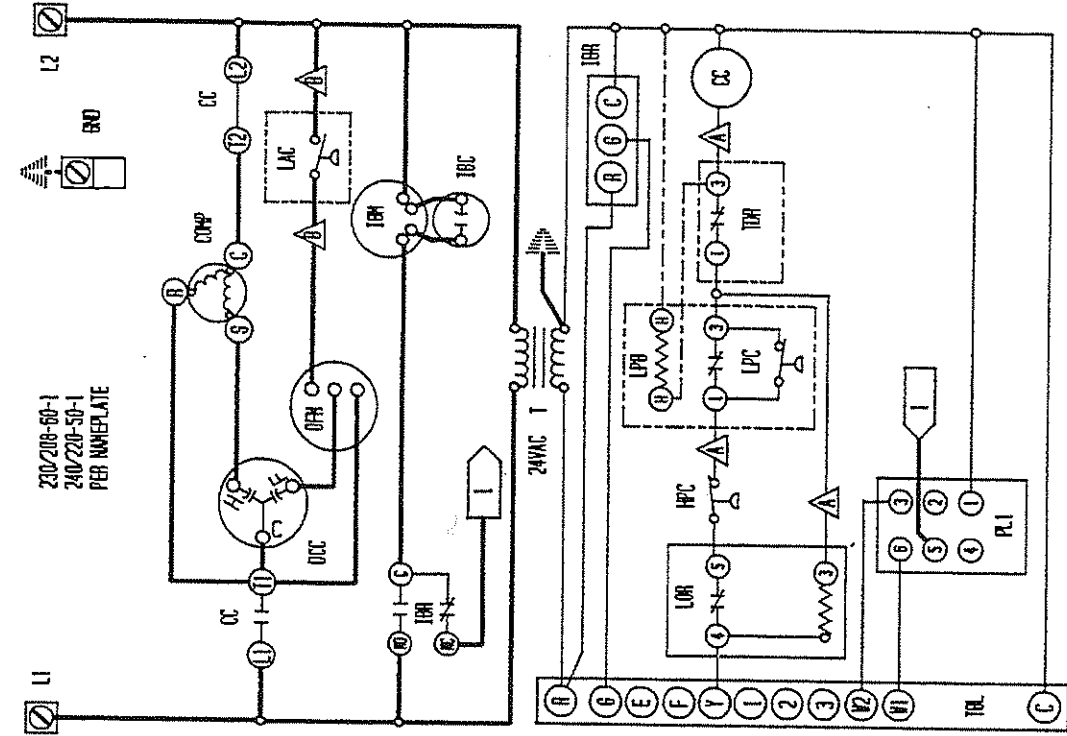 L1
L2
GND
230/208-60-1
240/220-50-1
PER NAMEPLATE
L1
CC
T1
OCC
C
H
F
S
R
C
COMP
T2
CC
L2
OFM
B
LAC
B
NO
C
IBR
NC
1
IBM
IBC
24VAC
T
R
G
E
F
Y
1
2
3
W2
W1
TBL
C
IBR
R
G
C
LOR
4
5
3
HPC
A
A
LPB
H
H
1
3
LPC
TDR
1
3
A
CC
6
3
5
2
4
1
PL1
1